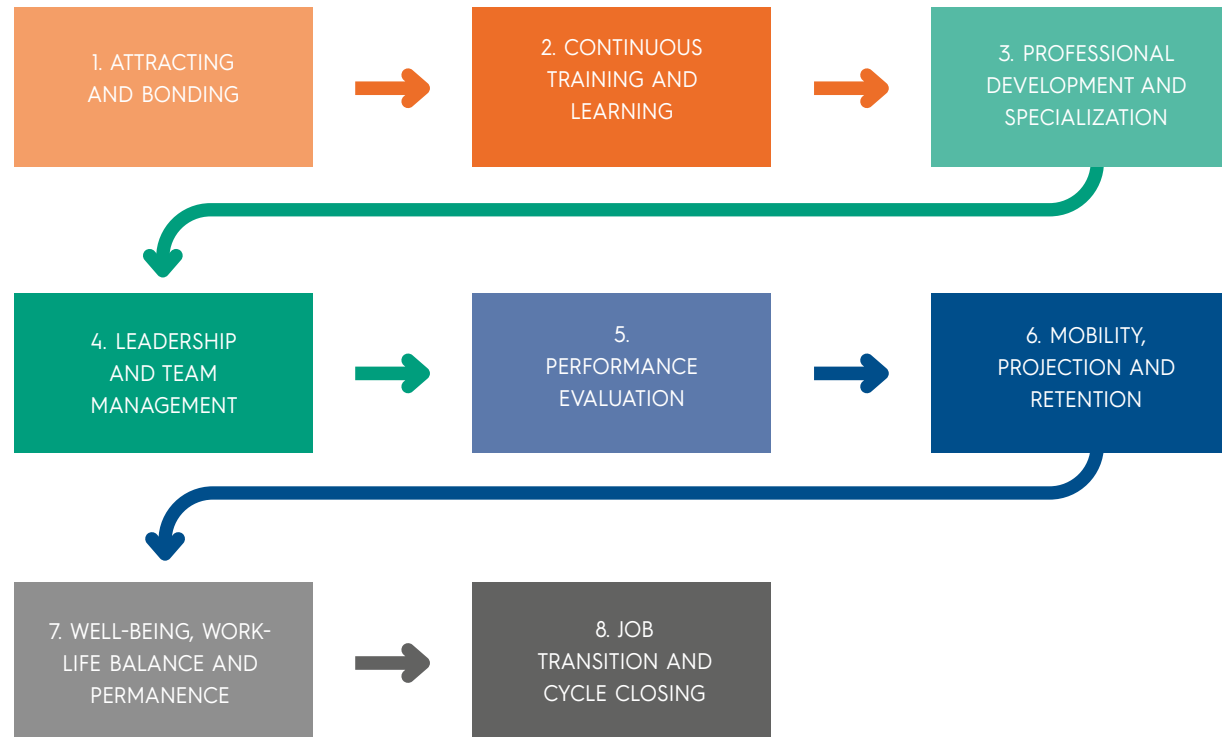 1. ATTRACTING
AND BONDING
2. CONTINUOUS
TRAINING AND
LEARNING
3. PROFESSIONAL
DEVELOPMENT AND
SPECIALIZATION
4. LEADERSHIP
AND TEAM
MANAGEMENT
5.
PERFORMANCE
EVALUATION
6. MOBILITY,
PROJECTION AND
RETENTION
7. WELL-BEING, WORK-
LIFE BALANCE AND
PERMANENCE
8. JOB
TRANSITION AND
CYCLE CLOSING